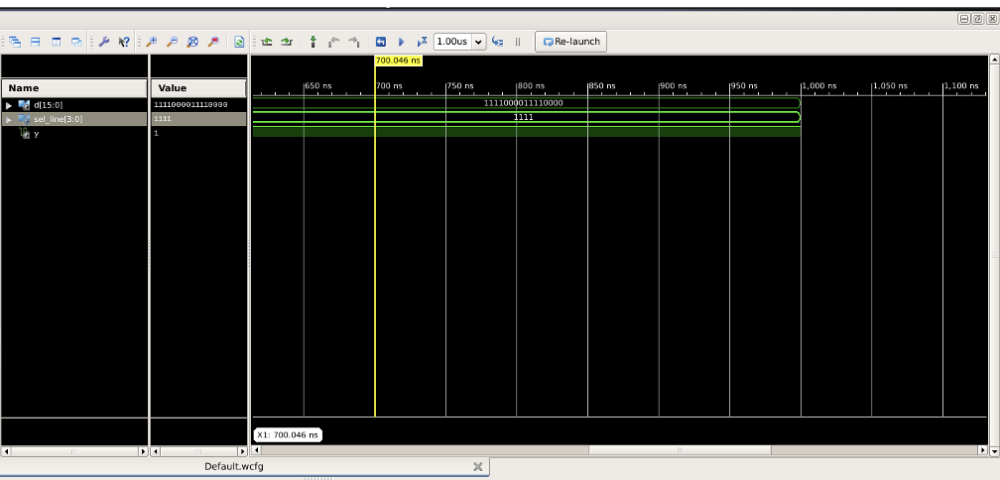 1.00us
Re-launch
700.046 ns
Name
Value
650 ns
700 ns
750 ns
800 ns
850 ns
900 ns
950 ns
1,000 ns
1,050 ns
1,100 ns
d[15:0]
1111000011110000
1111000011110000
sel_line[3:0]
1111
1111
y
1
X1: 700.046 ns
Default.wcfg